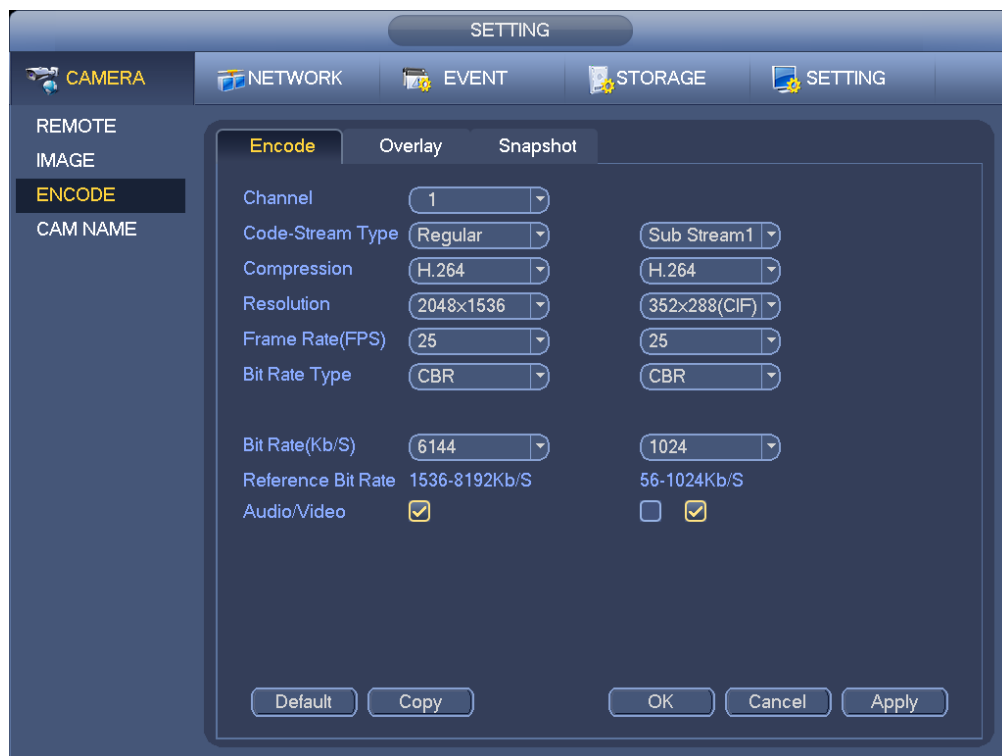 SETTING
CAMERA NETWORK EVENT STORAGE SETTING
REMOTE
IMAGE
ENCODE
CAM NAME
Encode Overlay Snapshot
Channel 1
Code-Stream Type Regular Sub Stream1
Compression H.264 H.264
Resolution 2048×1536 352×288(CIF)
Frame Rate(FPS) 25 25
Bit Rate Type CBR CBR
Bit Rate(Kb/S) 6144 1024
Reference Bit Rate 1536-8192Kb/S 56-1024Kb/S
Audio/Video
Default Copy OK Cancel Apply